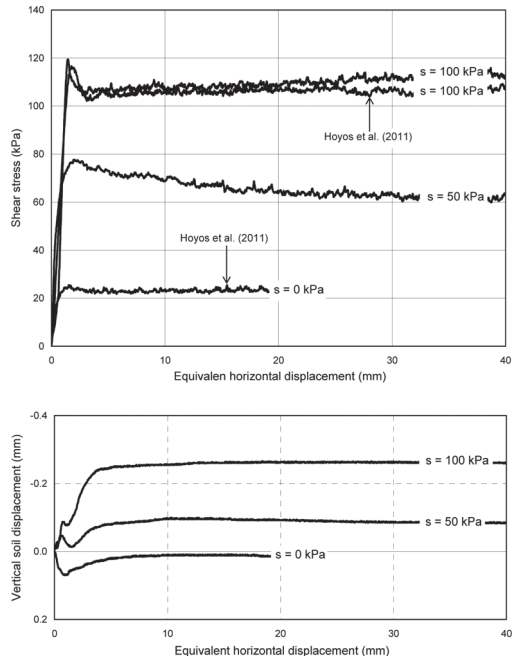 140
120
100
80
60
40
20
0
Shear stress (kPa)
s = 100 kPa
s = 100 kPa
Hoyos et al. (2011)
s = 50 kPa
Hoyos et al. (2011)
s = 0 kPa
0
10
20
30
40
Equivalen horizontal displacement (mm)
-0.4
-0.2
0.0
0.2
Vertical soil displacement (mm)
s = 100 kPa
s = 50 kPa
s = 0 kPa
0
10
20
30
40
Equivalent horizontal displacement (mm)